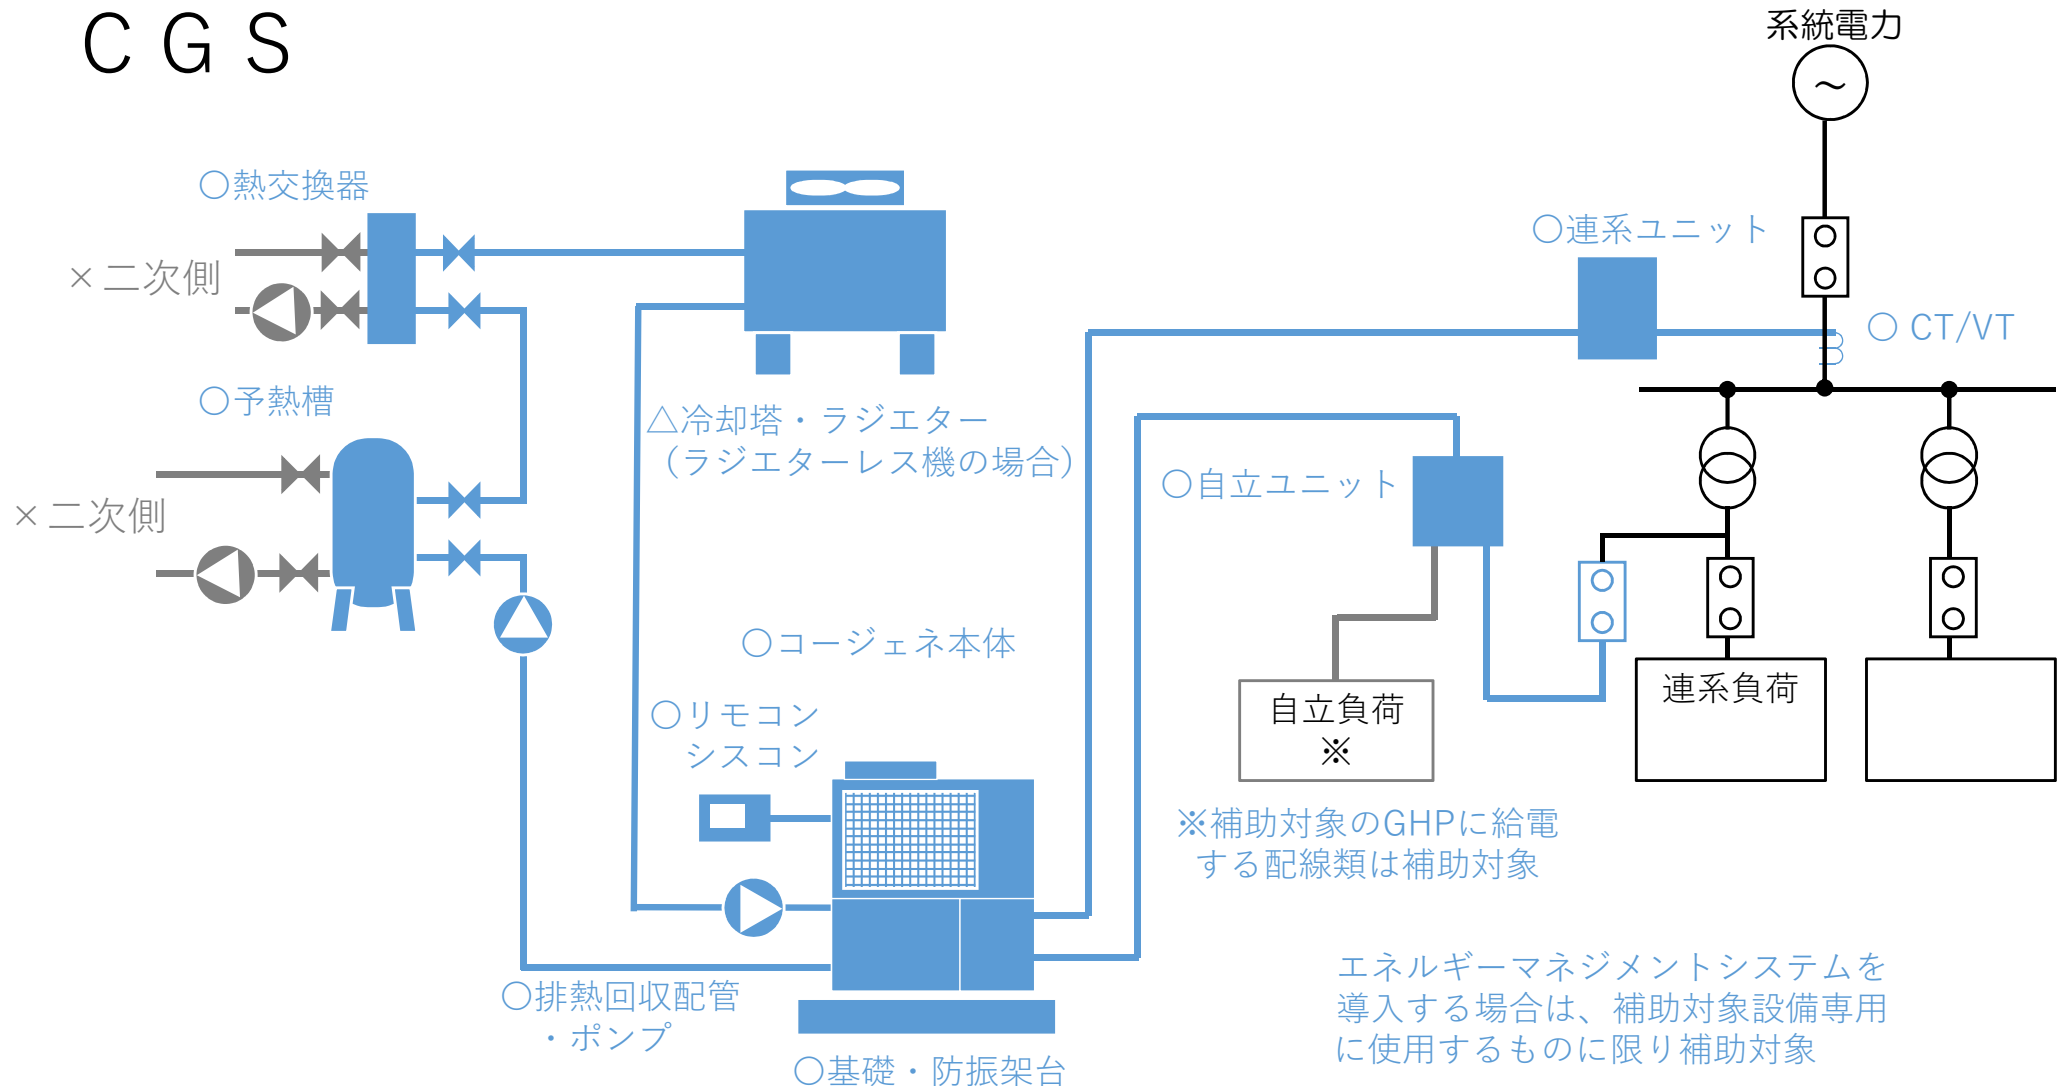 ＣＧＳ
系統電力
～
○熱交換器
○連系ユニット
×二次側
○ CT/VT
○予熱槽
△冷却塔・ラジエター
（ラジエターレス機の場合）
○自立ユニット
×二次側
○コージェネ本体
○リモコン
シスコン
自立負荷
※
連系負荷
※補助対象のGHPに給電
する配線類は補助対象
○排熱回収配管
・ポンプ
エネルギーマネジメントシステムを
導入する場合は、補助対象設備専用
に使用するものに限り補助対象
○基礎・防振架台